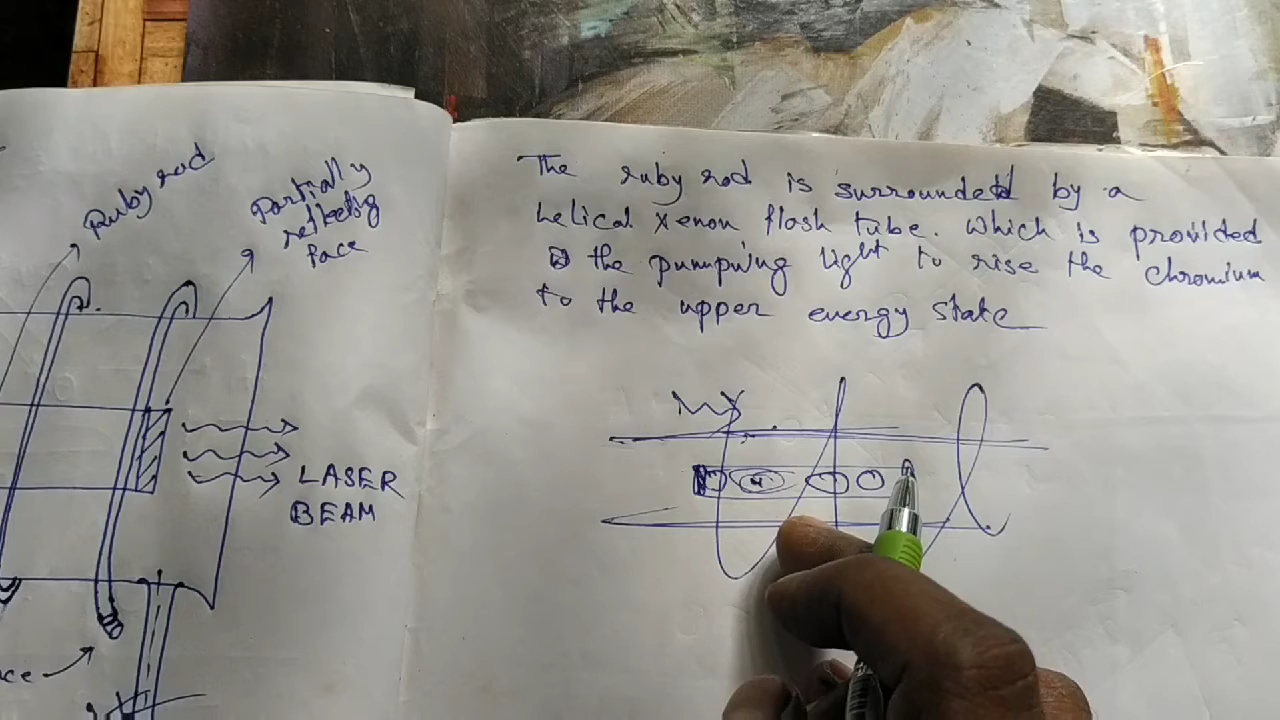 Ruby rod
Partially
reflecting
face
LASER
BEAM
The ruby rod is surrounded by a
helical xenon flash tube. Which is provided
the pumping light to rise the chromium
to the upper energy state